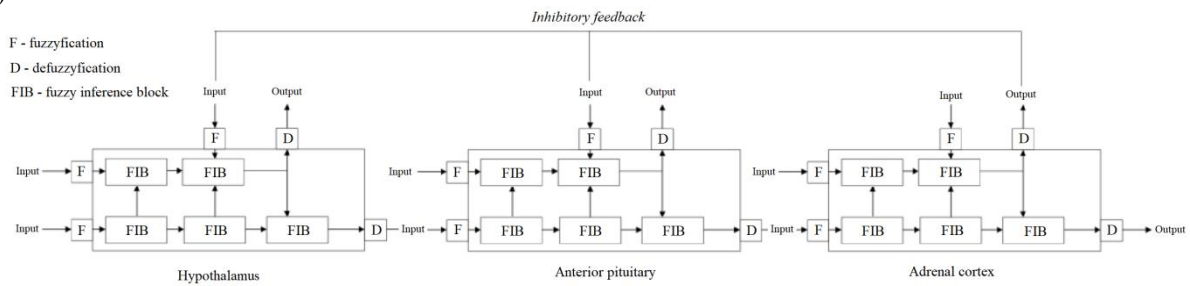 )
Inhibitory feedback
F - fuzzyfication
D - defuzzyfication
FIB - fuzzy inference block
Input Output Input Output Input Output
F D F D F D
Input F FIB FIB Input F FIB FIB Input F FIB FIB
Input F FIB FIB FIB D Input F FIB FIB FIB D Input F FIB FIB FIB D Output
Hypothalamus Anterior pituitary Adrenal cortex